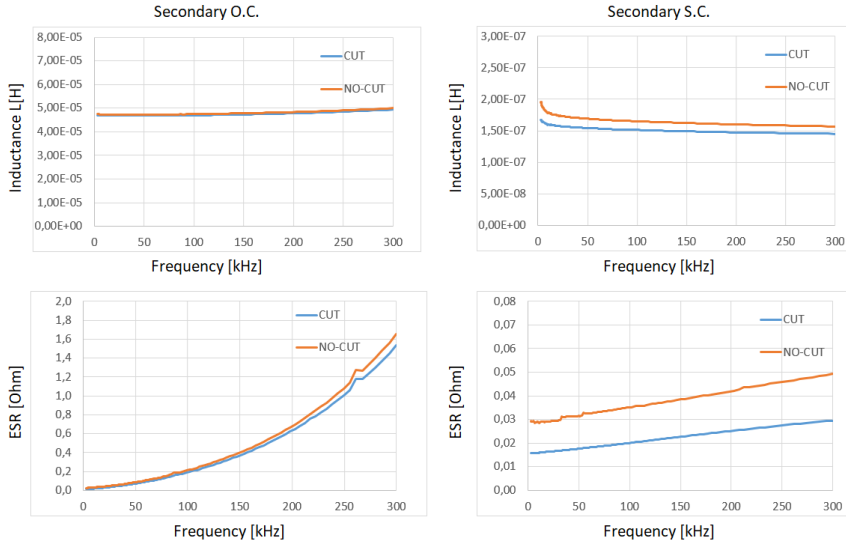 Secondary O.C.
8,00E-05
7,00E-05
6,00E-05
5,00E-05
4,00E-05
3,00E-05
2,00E-05
1,00E-05
0,00E+00
Inductance L[H]
CUT
NO-CUT
0 50 100 150 200 250 300
Frequency [kHz]
Secondary S.C.
3,00E-07
2,50E-07
2,00E-07
1,50E-07
1,00E-07
5,00E-08
0,00E+00
Inductance L[H]
CUT
NO-CUT
0 50 100 150 200 250 300
Frequency [kHz]
2,0
1,8
1,6
1,4
1,2
1,0
0,8
0,6
0,4
0,2
0,0
ESR [Ohm]
CUT
NO-CUT
0 50 100 150 200 250 300
Frequency [kHz]
0,08
0,07
0,06
0,05
0,04
0,03
0,02
0,01
0,00
ESR [Ohm]
CUT
NO-CUT
0 50 100 150 200 250 300
Frequency [kHz]